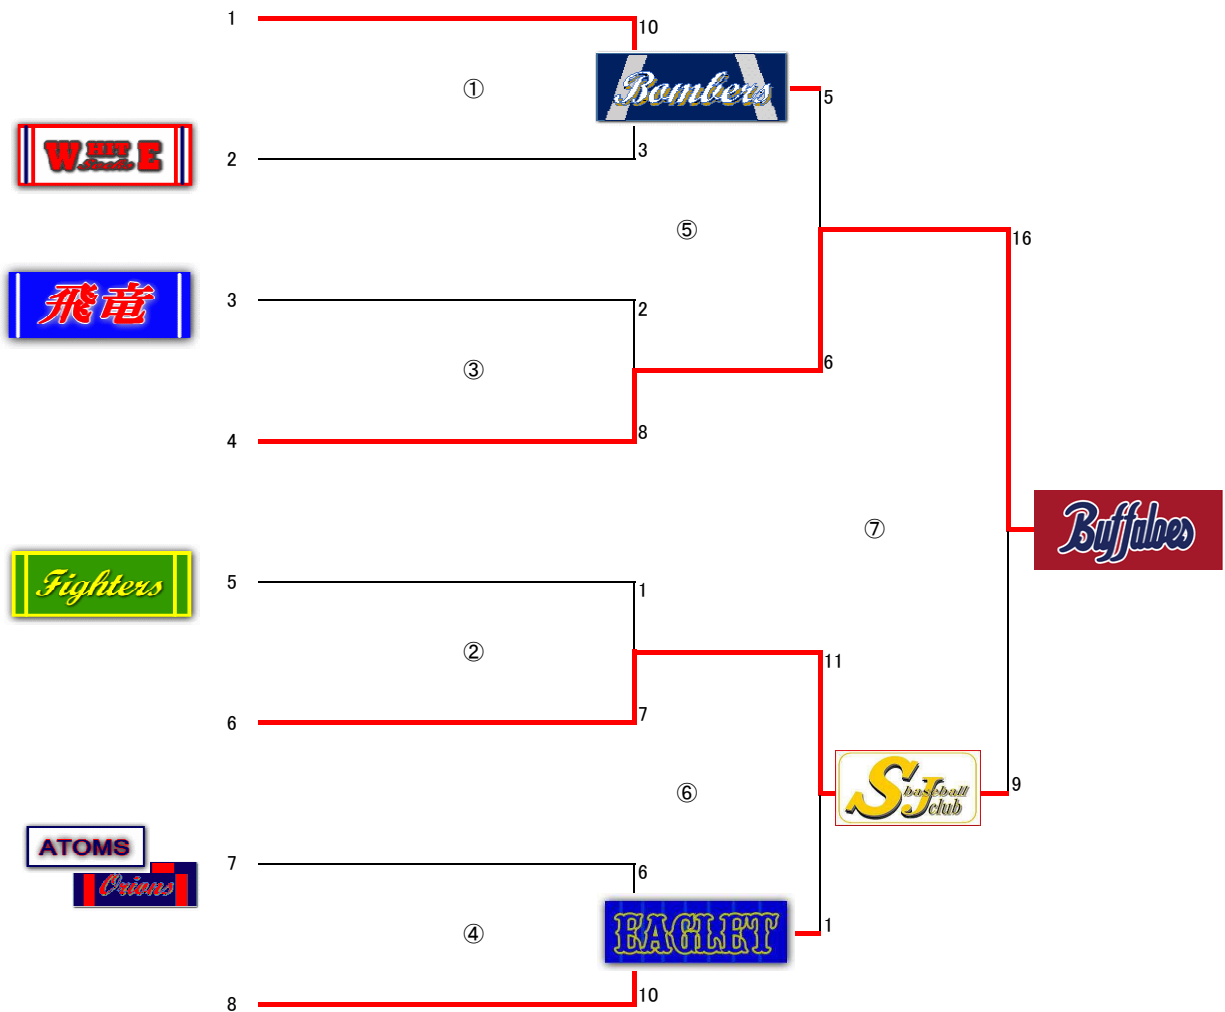 1
10
①
Bombers
5
WHITE
Socks
2
3
⑤
16
飛竜
3
2
③
6
4
8
⑦
Buffaloes
Fighters
5
1
②
11
6
7
⑥
SJ
baseball
club
9
ATOMS
Orions
7
6
④
EAGLET
1
8
10